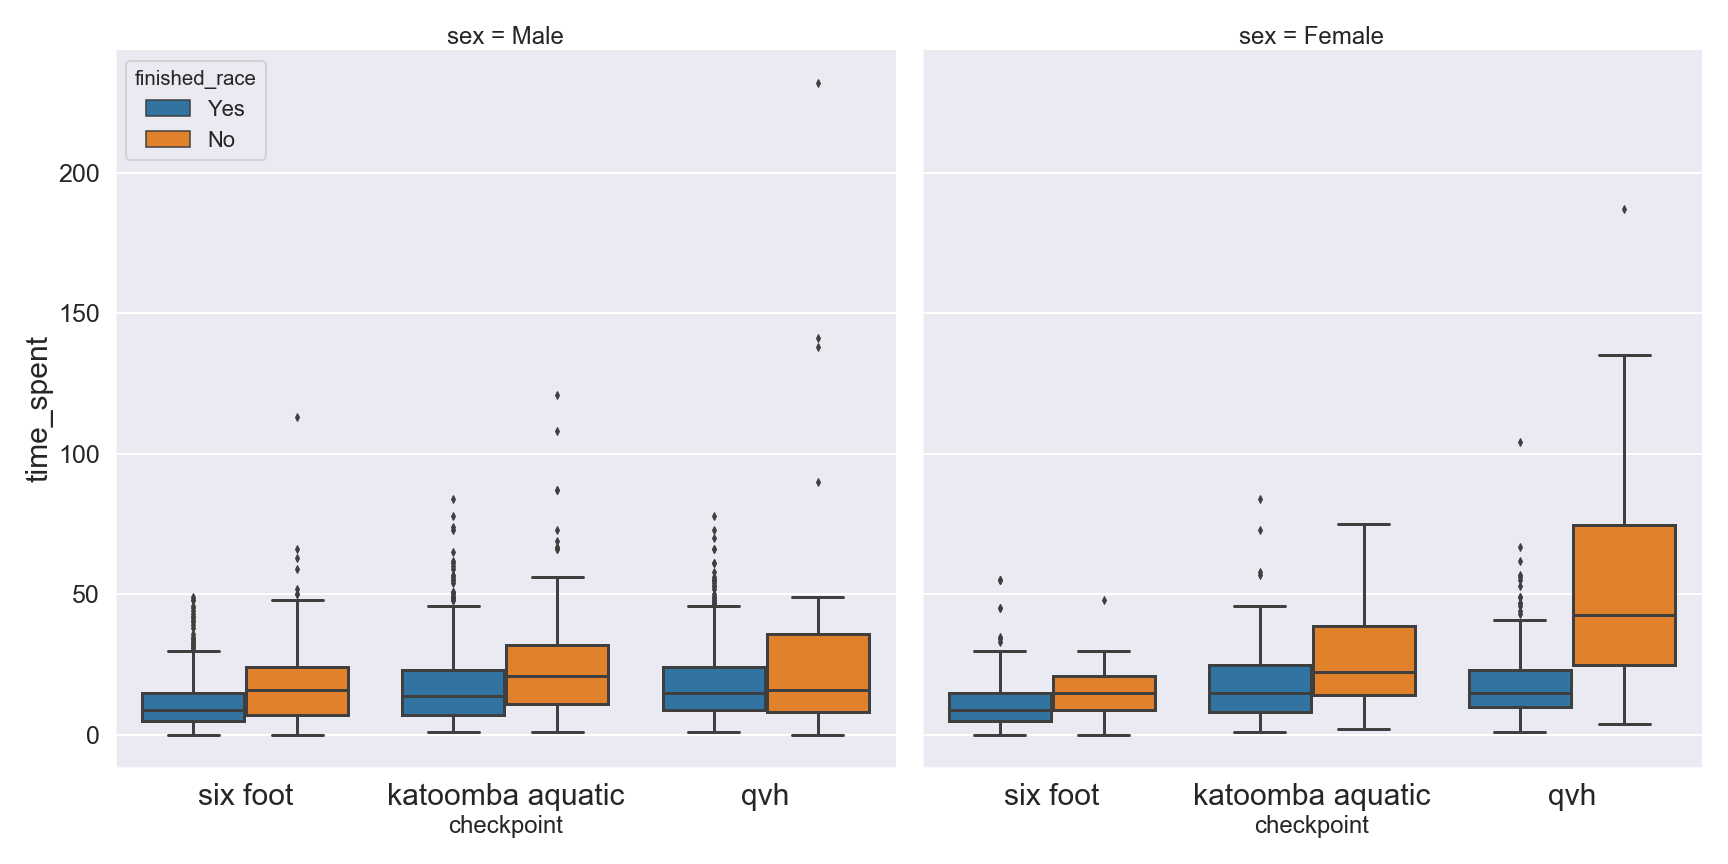 sex = Male
sex = Female
finished_race
Yes
No
200
150
100
50
0
time_spent
six foot katoomba aquatic qvh
checkpoint
six foot katoomba aquatic qvh
checkpoint